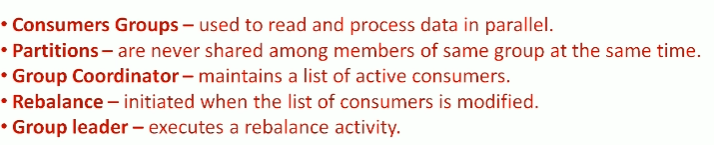 • Consumers Groups – used to read and process data in parallel.
• Partitions – are never shared among members of same group at the same time.
• Group Coordinator – maintains a list of active consumers.
• Rebalance – initiated when the list of consumers is modified.
• Group leader – executes a rebalance activity.